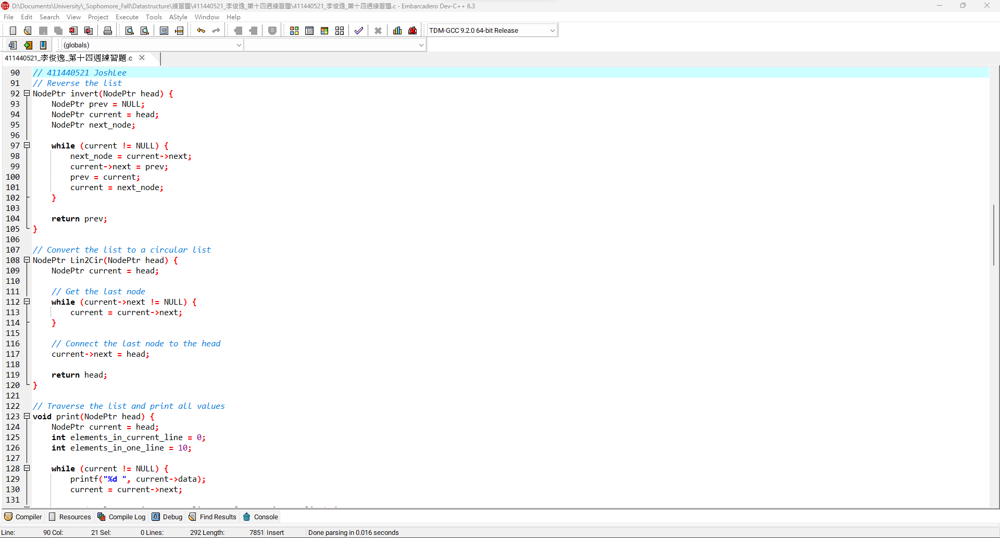 D:\Documents\University\_Sophomore_Fall\Datastructure\練習題\411440521_李俊逸_第十四週練習題\411440521_李俊逸_第十四週練習題.c - Embarcadero Dev-C++ 6.3
File Edit Search View Project Execute Tools AStyle Window Help
TDM-GCC 9.2.0 64-bit Release
(globals)
411440521_李俊逸_第十四週練習題.c
90 // 411440521 JoshLee
91 // Reverse the list
92 NodePtr invert(NodePtr head) {
93     NodePtr prev = NULL;
94     NodePtr current = head;
95     NodePtr next_node;
96
97     while (current != NULL) {
98         next_node = current->next;
99         current->next = prev;
100         prev = current;
101         current = next_node;
102     }
103
104     return prev;
105 }
106
107 // Convert the list to a circular list
108 NodePtr Lin2Cir(NodePtr head) {
109     NodePtr current = head;
110
111     // Get the last node
112     while (current->next != NULL) {
113         current = current->next;
114     }
115
116     // Connect the last node to the head
117     current->next = head;
118
119     return head;
120 }
121
122 // Traverse the list and print all values
123 void print(NodePtr head) {
124     NodePtr current = head;
125     int elements_in_current_line = 0;
126     int elements_in_one_line = 10;
127
128     while (current != NULL) {
129         printf("%d ", current->data);
130         current = current->next;
131
Compiler Resources Compile Log Debug Find Results Console
Line: 90 Col: 21 Sel: 0 Lines: 292 Length: 7851 Insert Done parsing in 0.016 seconds